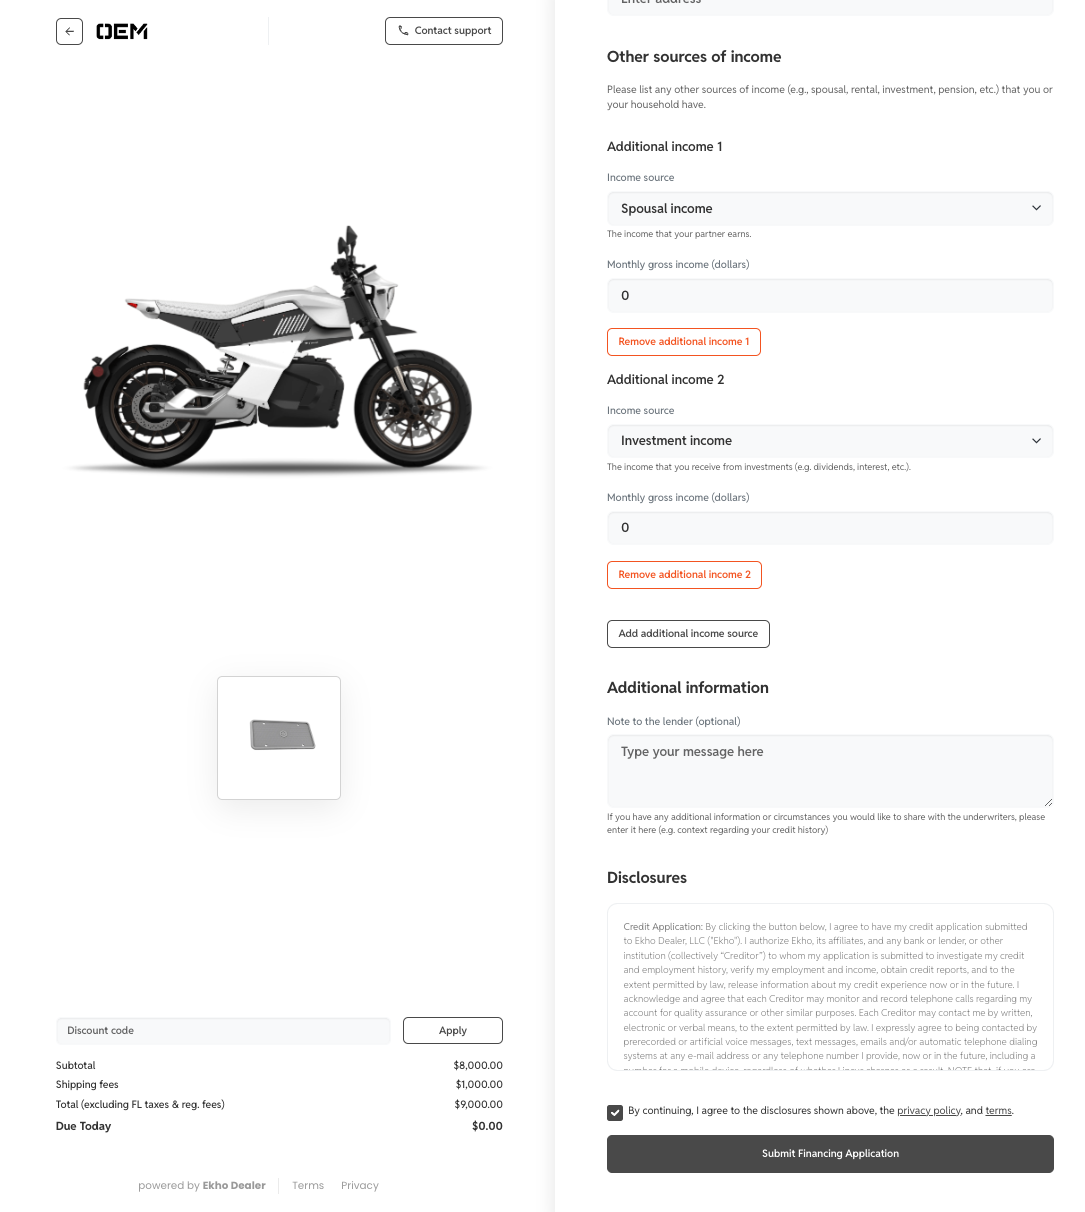 OEM
Contact support
Discount code
Apply
Subtotal $8,000.00
Shipping fees $1,000.00
Total (excluding FL taxes & reg. fees) $9,000.00
Due Today $0.00
powered by Ekho Dealer
Terms
Privacy
Enter address
Other sources of income
Please list any other sources of income (e.g., spousal, rental, investment, pension, etc.) that you or
your household have.
Additional income 1
Income source
Spousal income
The income that your partner earns.
Monthly gross income (dollars)
0
Remove additional income 1
Additional income 2
Income source
Investment income
The income that you receive from investments (e.g. dividends, interest, etc.).
Monthly gross income (dollars)
0
Remove additional income 2
Add additional income source
Additional information
Note to the lender (optional)
Type your message here
If you have any additional information or circumstances you would like to share with the underwriters, please
enter it here (e.g. context regarding your credit history)
Disclosures
Credit Application: By clicking the button below, I agree to have my credit application submitted
to Ekho Dealer, LLC ("Ekho"). I authorize Ekho, its affiliates, and any bank or lender, or other
institution (collectively “Creditor”) to whom my application is submitted to investigate my credit
and employment history, verify my employment and income, obtain credit reports, and to the
extent permitted by law, release information about my credit experience now or in the future. I
acknowledge and agree that each Creditor may monitor and record telephone calls regarding my
account for quality assurance or other similar purposes. Each Creditor may contact me by written,
electronic or verbal means, to the extent permitted by law. I expressly agree to being contacted by
prerecorded or artificial voice messages, text messages, emails and/or automatic telephone dialing
systems at any e-mail address or any telephone number I provide, now or in the future, including a
By continuing, I agree to the disclosures shown above, the privacy policy, and terms.
Submit Financing Application